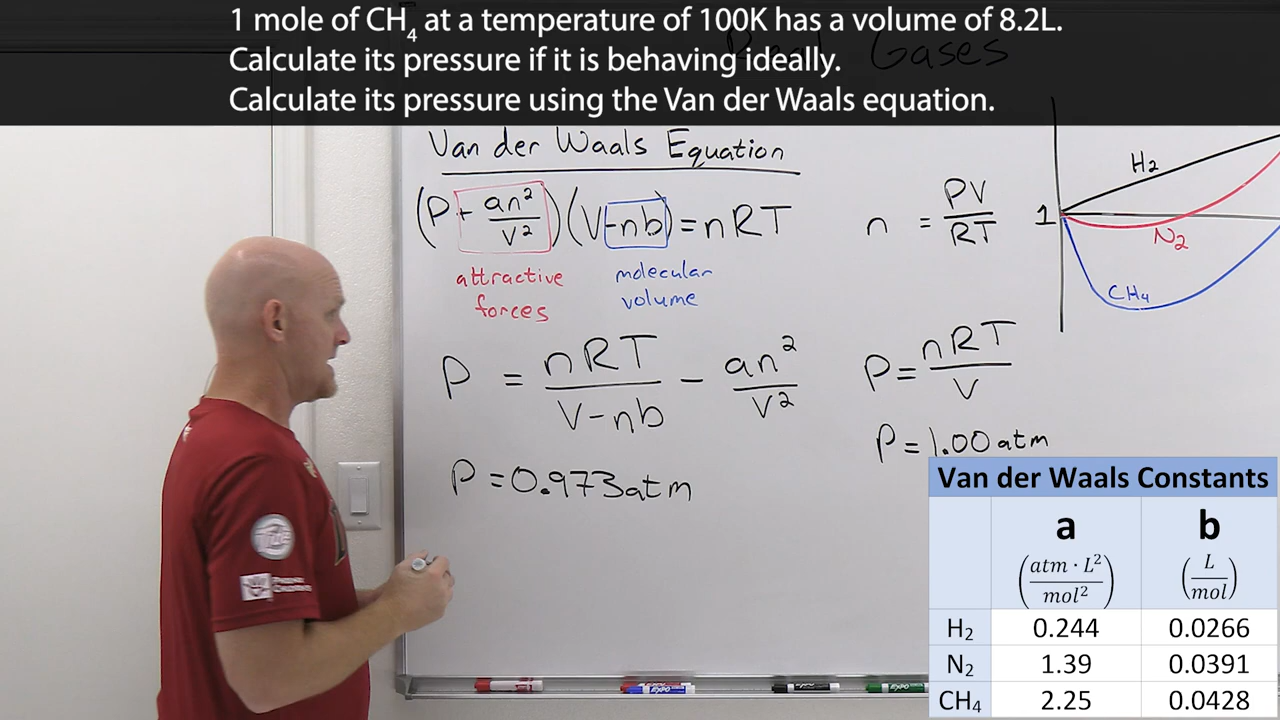 1 mole of CH₄ at a temperature of 100K has a volume of 8.2L.
Calculate its pressure if it is behaving ideally.
Calculate its pressure using the Van der Waals equation.
Gases
Van der Waals Equation
(P + an²/V²)(V-nb) = nRT
attractive
forces
molecular
volume
n = PV/RT
1
H2
N2
CH4
P = nRT/(V-nb) - an²/V²
P = nRT/V
P = 0.973atm
P = 1.00atm
Van der Waals Constants
a b
(atm · L²/mol²) (L/mol)
H₂ 0.244 0.0266
N₂ 1.39 0.0391
CH₄ 2.25 0.0428
EXPO